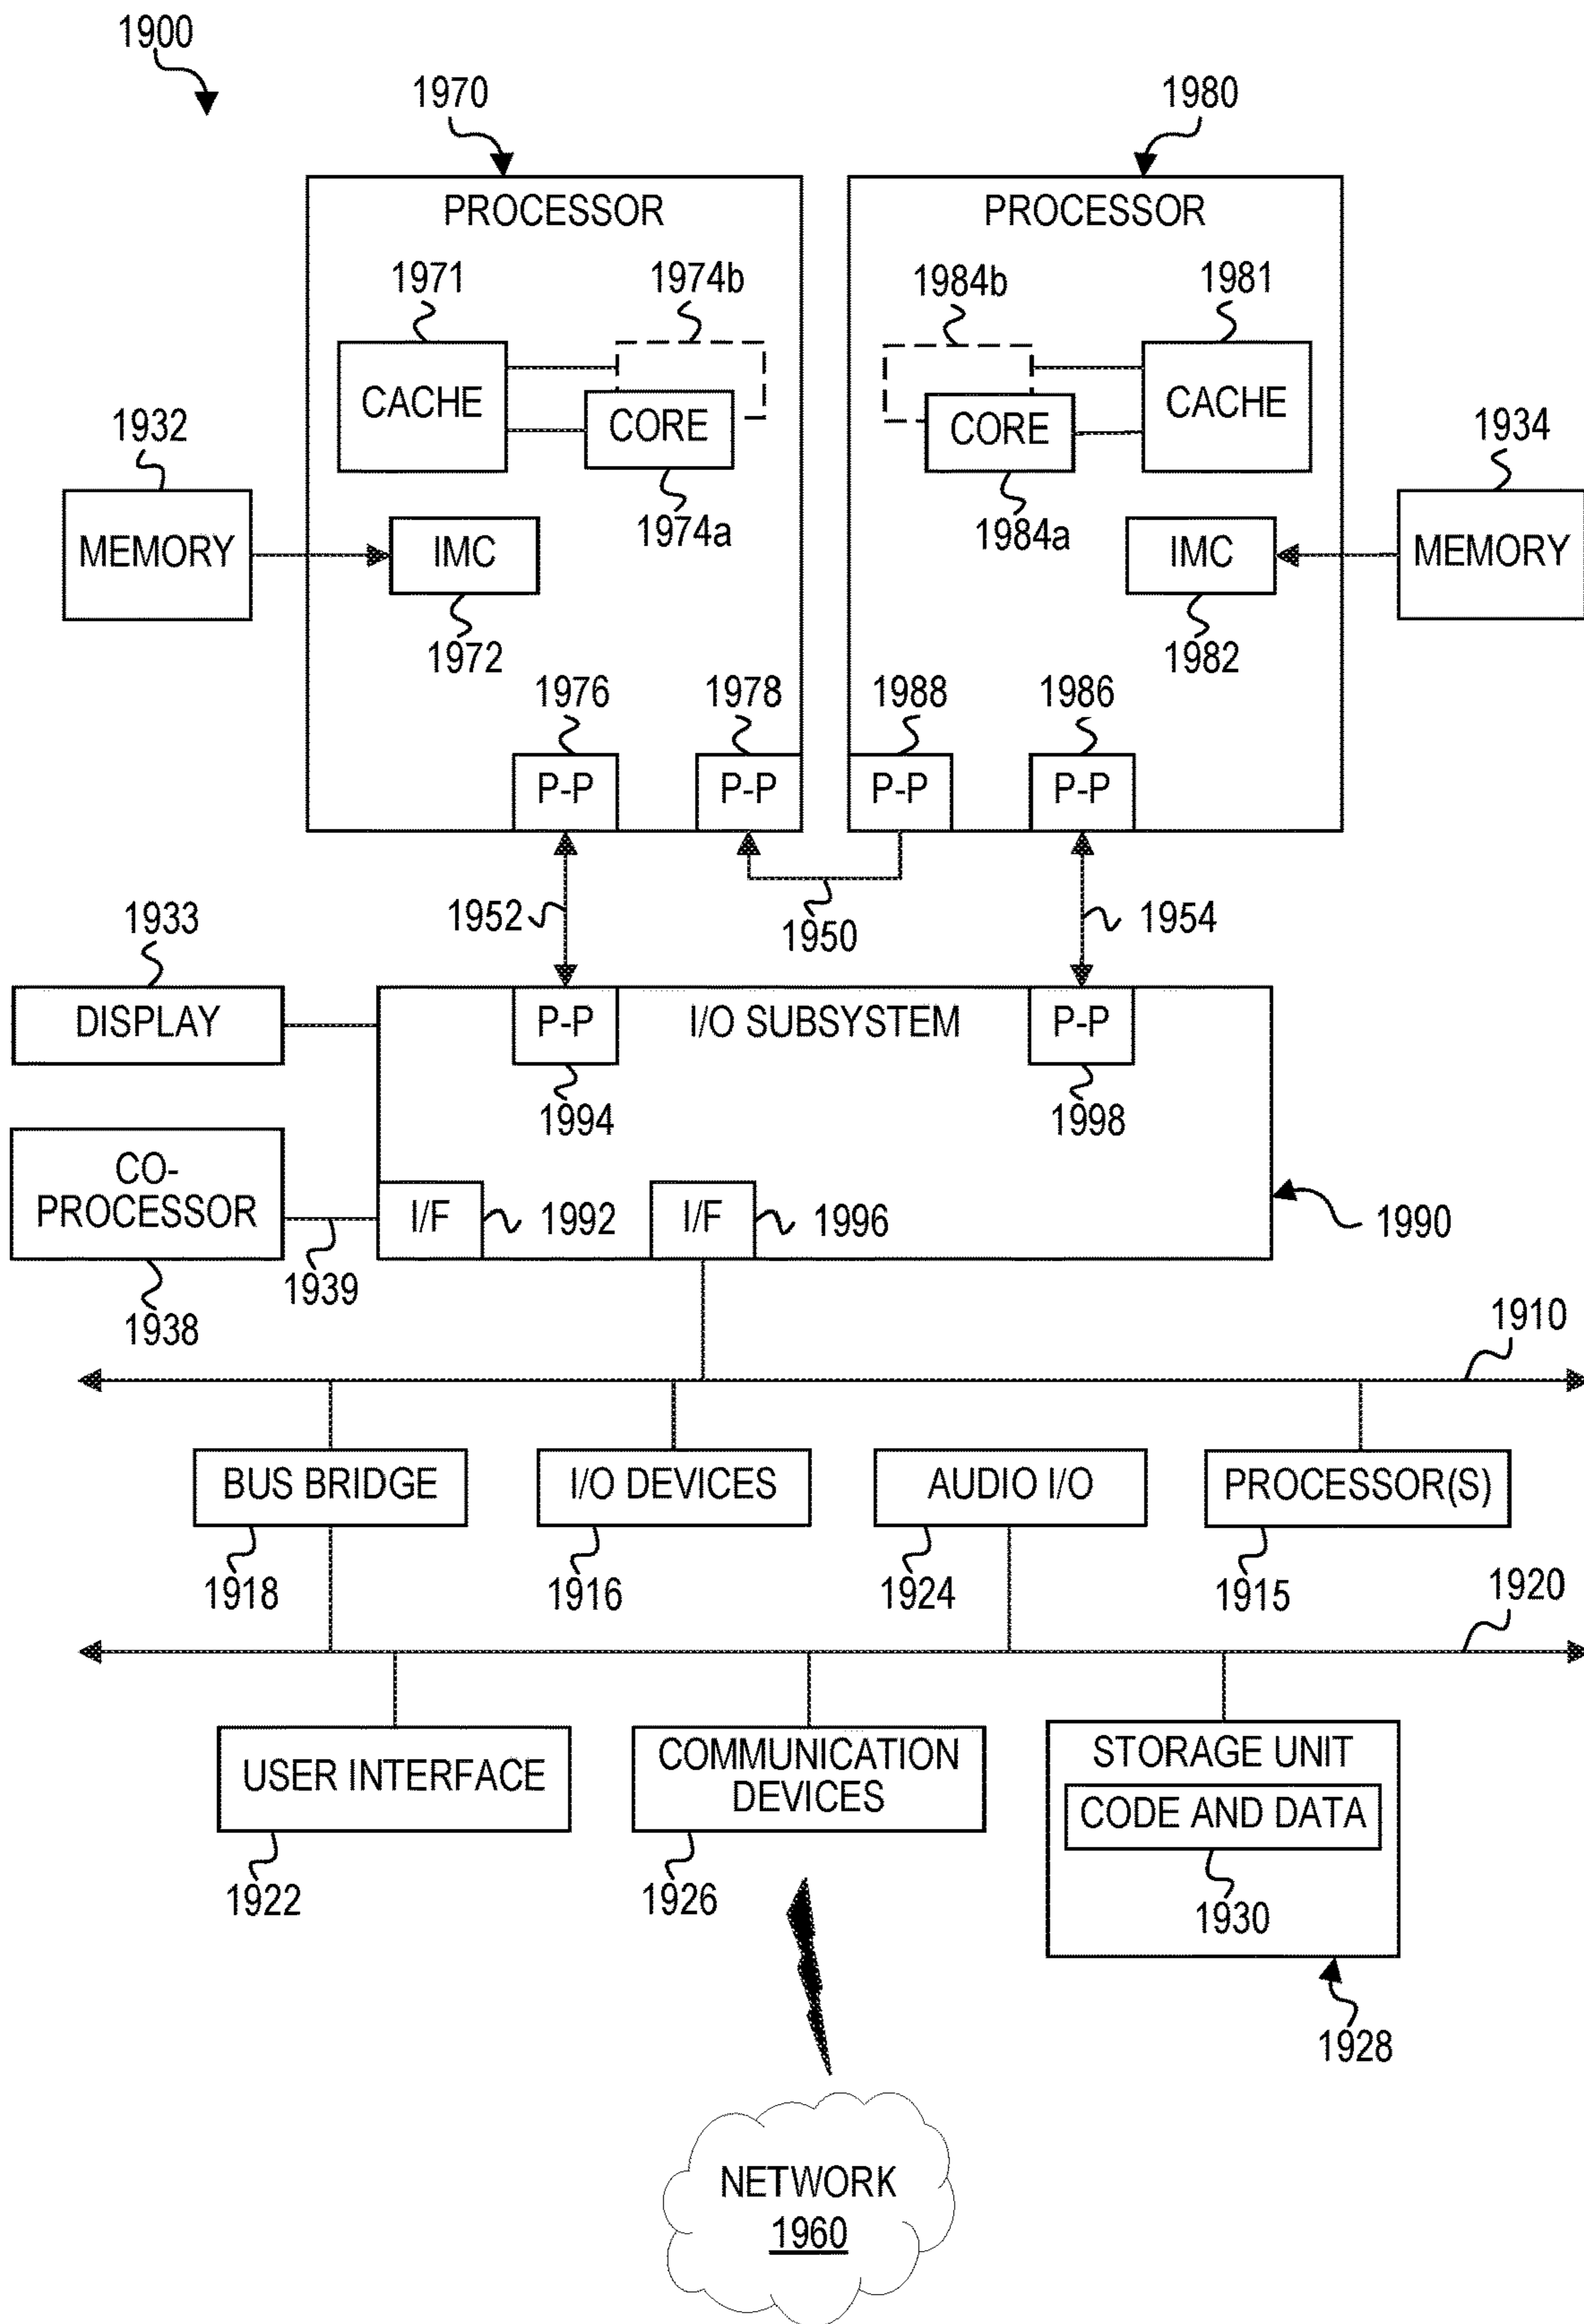 1900
1970
1980
PROCESSOR
PROCESSOR
1971
1974b
1984b
1981
CACHE
CORE
CORE
CACHE
1932
1934
1974a
1984a
MEMORY
IMC
IMC
MEMORY
1972
1982
1976
1978
1988
1986
P-P
P-P
P-P
P-P
1952
1950
1954
1933
DISPLAY
P-P
I/O SUBSYSTEM
P-P
1994
1998
CO-
PROCESSOR
I/F
1992
I/F
1996
1990
1939
1938
1910
BUS BRIDGE
I/O DEVICES
AUDIO I/O
PROCESSOR(S)
1918
1916
1924
1915
1920
USER INTERFACE
COMMUNICATION
DEVICES
STORAGE UNIT
CODE AND DATA
1922
1926
1930
1928
NETWORK
1960